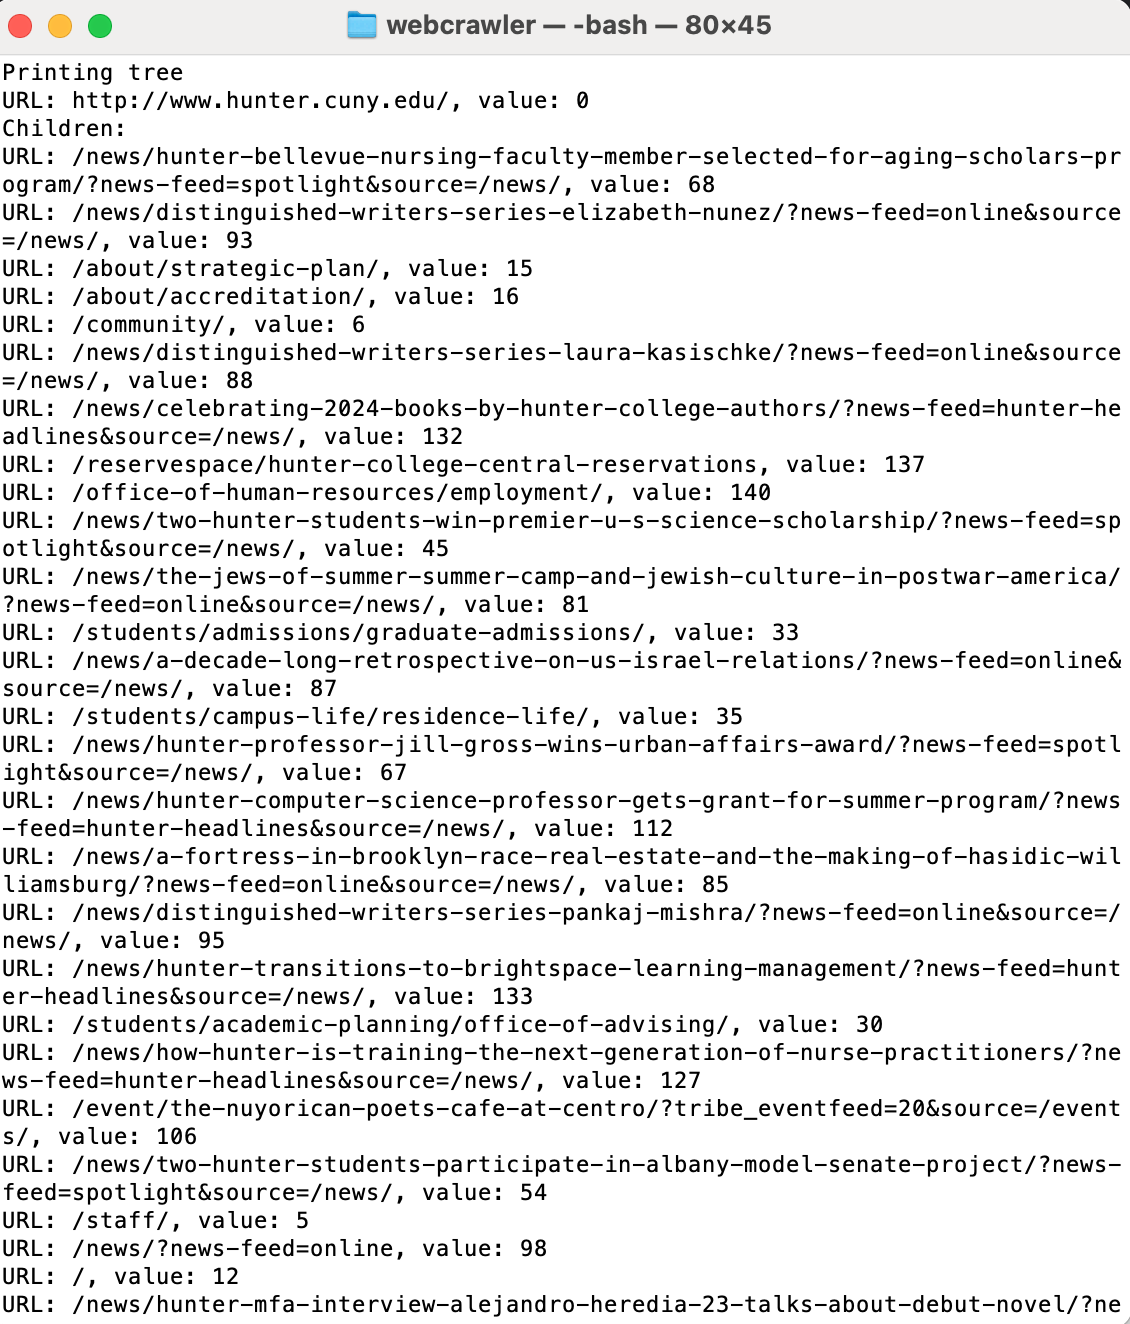 webcrawler — -bash — 80×45
Printing tree
URL: http://www.hunter.cuny.edu/, value: 0
Children:
URL: /news/hunter-bellevue-nursing-faculty-member-selected-for-aging-scholars-pr
ogram/?news-feed=spotlight&source=/news/, value: 68
URL: /news/distinguished-writers-series-elizabeth-nunez/?news-feed=online&source
=/news/, value: 93
URL: /about/strategic-plan/, value: 15
URL: /about/accreditation/, value: 16
URL: /community/, value: 6
URL: /news/distinguished-writers-series-laura-kasischke/?news-feed=online&source
=/news/, value: 88
URL: /news/celebrating-2024-books-by-hunter-college-authors/?news-feed=hunter-he
adlines&source=/news/, value: 132
URL: /reservespace/hunter-college-central-reservations, value: 137
URL: /office-of-human-resources/employment/, value: 140
URL: /news/two-hunter-students-win-premier-u-s-science-scholarship/?news-feed=sp
otlight&source=/news/, value: 45
URL: /news/the-jews-of-summer-summer-camp-and-jewish-culture-in-postwar-america/
?news-feed=online&source=/news/, value: 81
URL: /students/admissions/graduate-admissions/, value: 33
URL: /news/a-decade-long-retrospective-on-us-israel-relations/?news-feed=online&
source=/news/, value: 87
URL: /students/campus-life/residence-life/, value: 35
URL: /news/hunter-professor-jill-gross-wins-urban-affairs-award/?news-feed=spotl
ight&source=/news/, value: 67
URL: /news/hunter-computer-science-professor-gets-grant-for-summer-program/?news
-feed=hunter-headlines&source=/news/, value: 112
URL: /news/a-fortress-in-brooklyn-race-real-estate-and-the-making-of-hasidic-wil
liamsburg/?news-feed=online&source=/news/, value: 85
URL: /news/distinguished-writers-series-pankaj-mishra/?news-feed=online&source=/
news/, value: 95
URL: /news/hunter-transitions-to-brightspace-learning-management/?news-feed=hunt
er-headlines&source=/news/, value: 133
URL: /students/academic-planning/office-of-advising/, value: 30
URL: /news/how-hunter-is-training-the-next-generation-of-nurse-practitioners/?ne
ws-feed=hunter-headlines&source=/news/, value: 127
URL: /event/the-nuyorican-poets-cafe-at-centro/?tribe_eventfeed=20&source=/event
s/, value: 106
URL: /news/two-hunter-students-participate-in-albany-model-senate-project/?news-
feed=spotlight&source=/news/, value: 54
URL: /staff/, value: 5
URL: /news/?news-feed=online, value: 98
URL: /, value: 12
URL: /news/hunter-mfa-interview-alejandro-heredia-23-talks-about-debut-novel/?ne